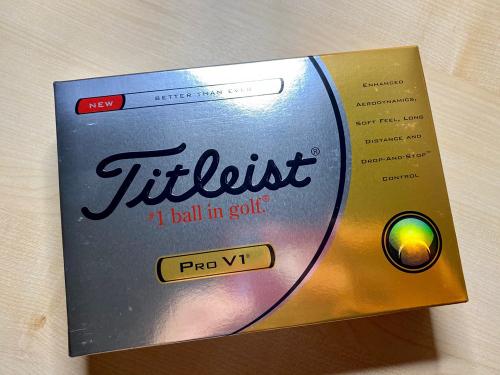 NEW
BETTER THAN EVER
Titleist®
#1 ball in golf.®
PRO V1®
ENHANCED
AERODYNAMICS,
SOFT FEEL, LONG
DISTANCE AND
DROP-AND-STOP™
CONTROL